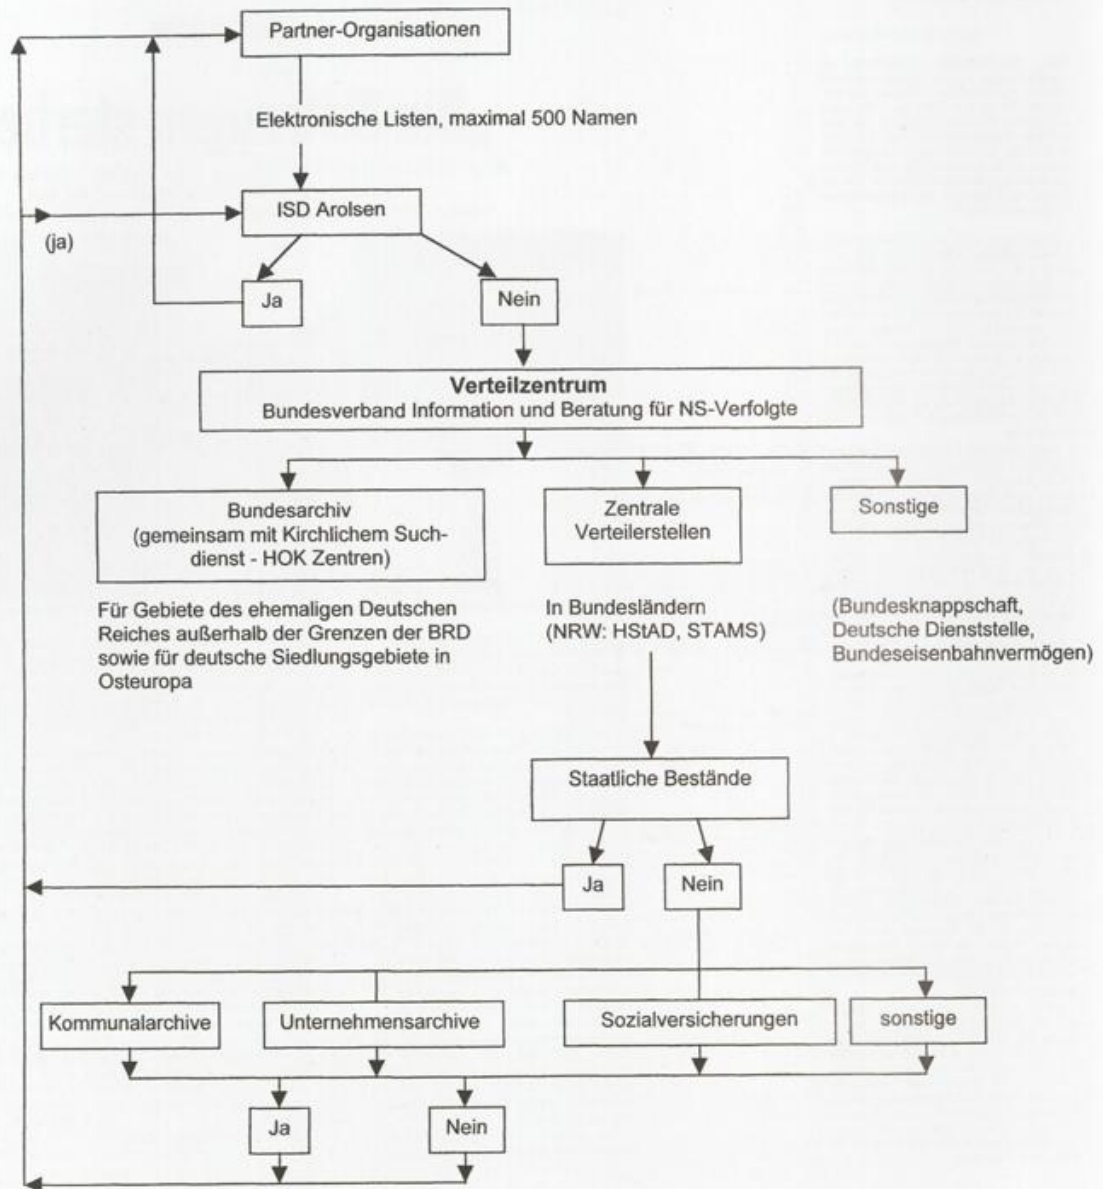 Partner-Organisationen
Elektronische Listen, maximal 500 Namen
ISD Arolsen
(ja)
Ja
Nein
Verteilzentrum
Bundesverband Information und Beratung für NS-Verfolgte
Bundesarchiv
(gemeinsam mit Kirchlichem Such-
dienst - HOK Zentren)
Zentrale
Verteilerstellen
Sonstige
Für Gebiete des ehemaligen Deutschen
Reiches außerhalb der Grenzen der BRD
sowie für deutsche Siedlungsgebiete in
Osteuropa
In Bundesländern
(NRW: HStAD, STAMS)
(Bundesknappschaft,
Deutsche Dienststelle,
Bundeseisenbahnvermögen)
Staatliche Bestände
Ja
Nein
Kommunalarchive
Unternehmensarchive
Sozialversicherungen
sonstige
Ja
Nein